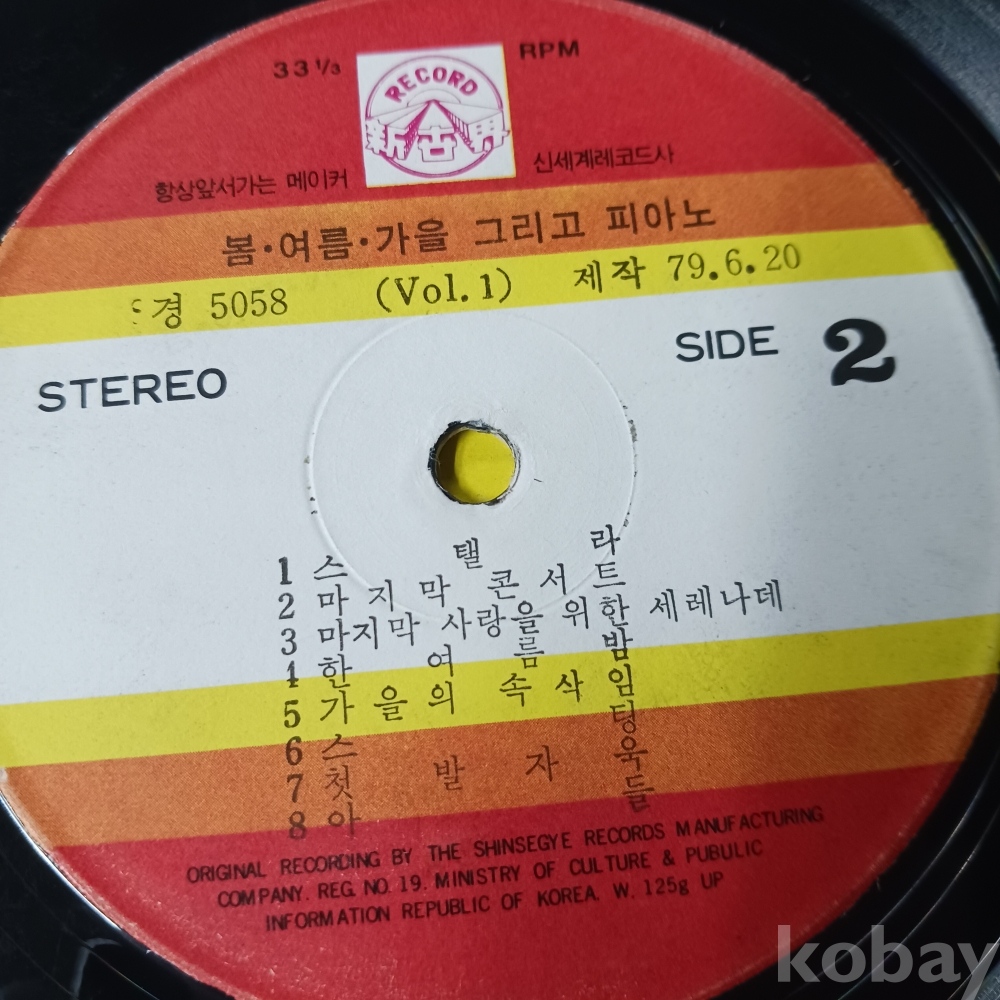 33 1/3 RPM
RECORD
新世界
항상앞서가는 메이커 신세계레코드사
봄·여름·가을 그리고 피아노
경 5058 (Vol.1) 제작 79.6.20
STEREO SIDE 2
1 스 탤 라
2 마 지 막 콘 서 트
3 마지막 사랑을 위한 세레나데
4 한 여 름 밤
5 가 을 의 속 삭 임
6 스 팅
7 첫 발 자 욱
8 아 들
ORIGINAL RECORDING BY THE SHINSEGYE RECORDS MANUFACTURING
COMPANY. REG. NO. 19. MINISTRY OF CULTURE & PUBULIC
INFORMATION REPUBLIC OF KOREA. W. 125g UP
kobay